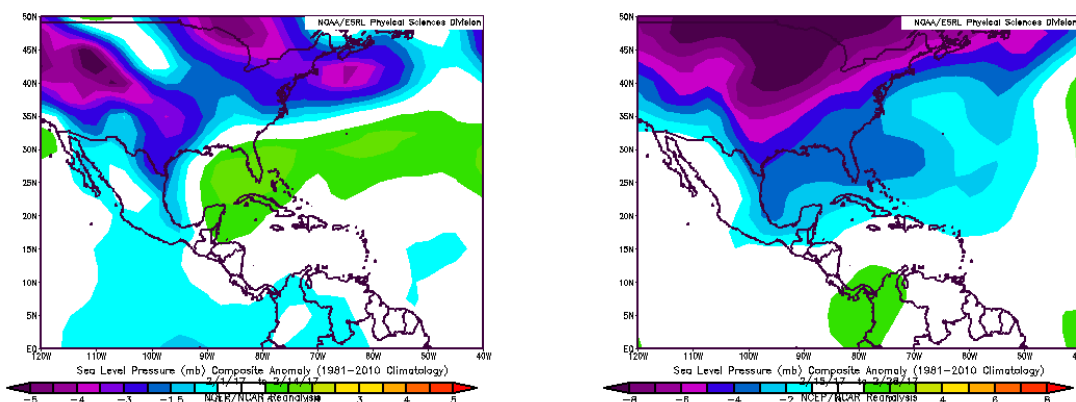 NOAA/ESRL Physical Sciences Division
50N
45N
40N
35N
30N
25N
20N
15N
10N
5N
EQ
120W 110W 100W 90W 80W 70W 60W 50W 40W
Sea Level Pressure (mb) Composite Anomaly (1981-2010 Climatology)
2/1/17 to 2/14/17
-5 -4 -3 -1.5 1 2 3 4 5
NCEP/NCAR Reanalysis
NOAA/ESRL Physical Sciences Division
50N
45N
40N
35N
30N
25N
20N
15N
10N
5N
EQ
120W 110W 100W 90W 80W 70W 60W 50W 40W
Sea Level Pressure (mb) Composite Anomaly (1981-2010 Climatology)
2/15/17 to 2/28/17
-8 -6 -4 -2 2 4 6 8
NCEP/NCAR Reanalysis